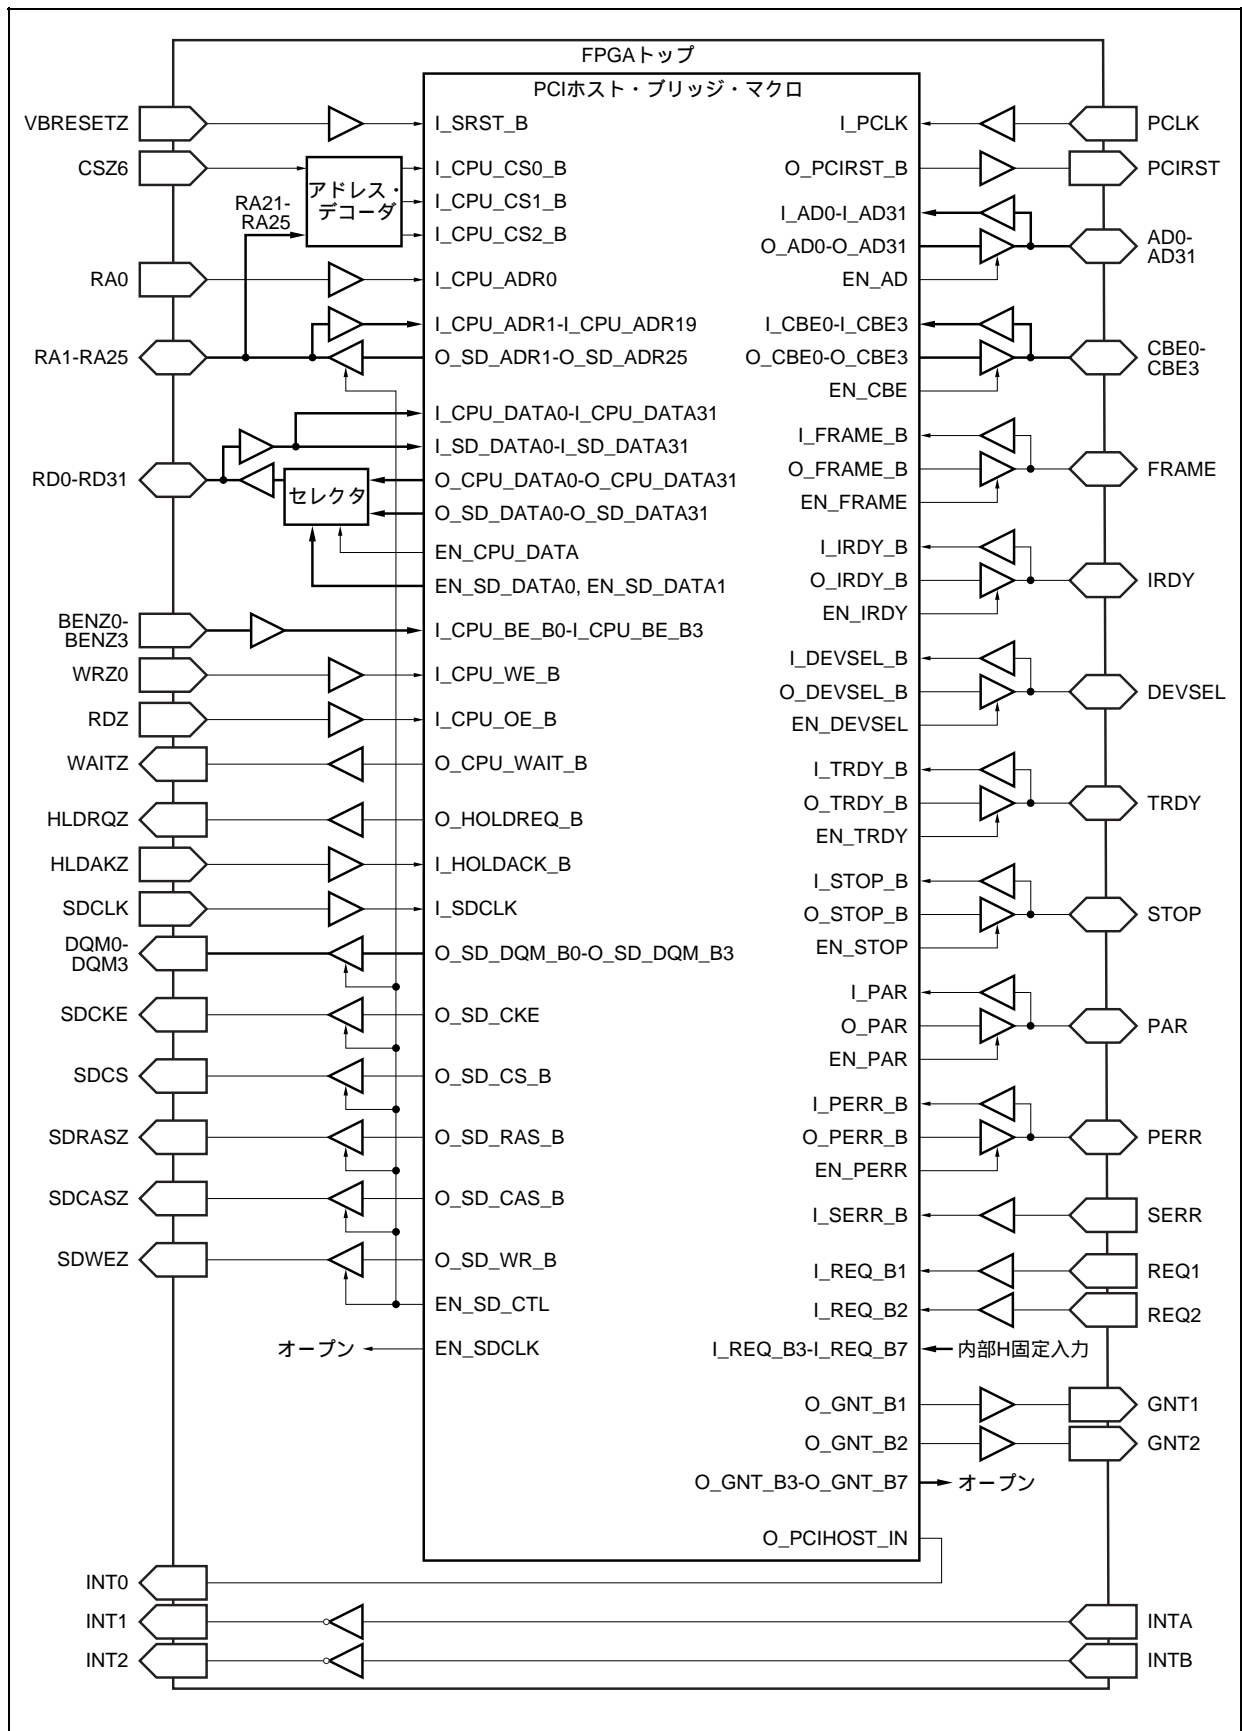 FPGAトップ
PCIホスト・ブリッジ・マクロ
VBRESETZ
I_SRST_B
I_PCLK
PCLK
CSZ6
アドレス・
デコーダ
I_CPU_CS0_B
O_PCIRST_B
PCIRST
RA21-
RA25
I_CPU_CS1_B
I_AD0-I_AD31
I_CPU_CS2_B
O_AD0-O_AD31
AD0-
AD31
RA0
I_CPU_ADR0
EN_AD
I_CPU_ADR1-I_CPU_ADR19
I_CBE0-I_CBE3
RA1-RA25
O_SD_ADR1-O_SD_ADR25
O_CBE0-O_CBE3
CBE0-
CBE3
EN_CBE
I_CPU_DATA0-I_CPU_DATA31
I_FRAME_B
I_SD_DATA0-I_SD_DATA31
O_FRAME_B
FRAME
RD0-RD31
セレクタ
O_CPU_DATA0-O_CPU_DATA31
EN_FRAME
O_SD_DATA0-O_SD_DATA31
I_IRDY_B
EN_CPU_DATA
O_IRDY_B
IRDY
EN_SD_DATA0, EN_SD_DATA1
EN_IRDY
BENZ0-
BENZ3
I_CPU_BE_B0-I_CPU_BE_B3
I_DEVSEL_B
WRZ0
I_CPU_WE_B
O_DEVSEL_B
DEVSEL
RDZ
I_CPU_OE_B
EN_DEVSEL
WAITZ
O_CPU_WAIT_B
I_TRDY_B
O_TRDY_B
TRDY
HLDRQZ
O_HOLDREQ_B
EN_TRDY
HLDAKZ
I_HOLDACK_B
I_STOP_B
SDCLK
I_SDCLK
O_STOP_B
STOP
DQM0-
DQM3
O_SD_DQM_B0-O_SD_DQM_B3
EN_STOP
I_PAR
SDCKE
O_SD_CKE
O_PAR
PAR
EN_PAR
SDCS
O_SD_CS_B
I_PERR_B
SDRASZ
O_SD_RAS_B
O_PERR_B
PERR
EN_PERR
SDCASZ
O_SD_CAS_B
I_SERR_B
SERR
SDWEZ
O_SD_WR_B
I_REQ_B1
REQ1
EN_SD_CTL
I_REQ_B2
REQ2
オープン
EN_SDCLK
I_REQ_B3-I_REQ_B7
内部H固定入力
O_GNT_B1
GNT1
O_GNT_B2
GNT2
O_GNT_B3-O_GNT_B7
オープン
O_PCIHOST_IN
INT0
INT1
INTA
INT2
INTB